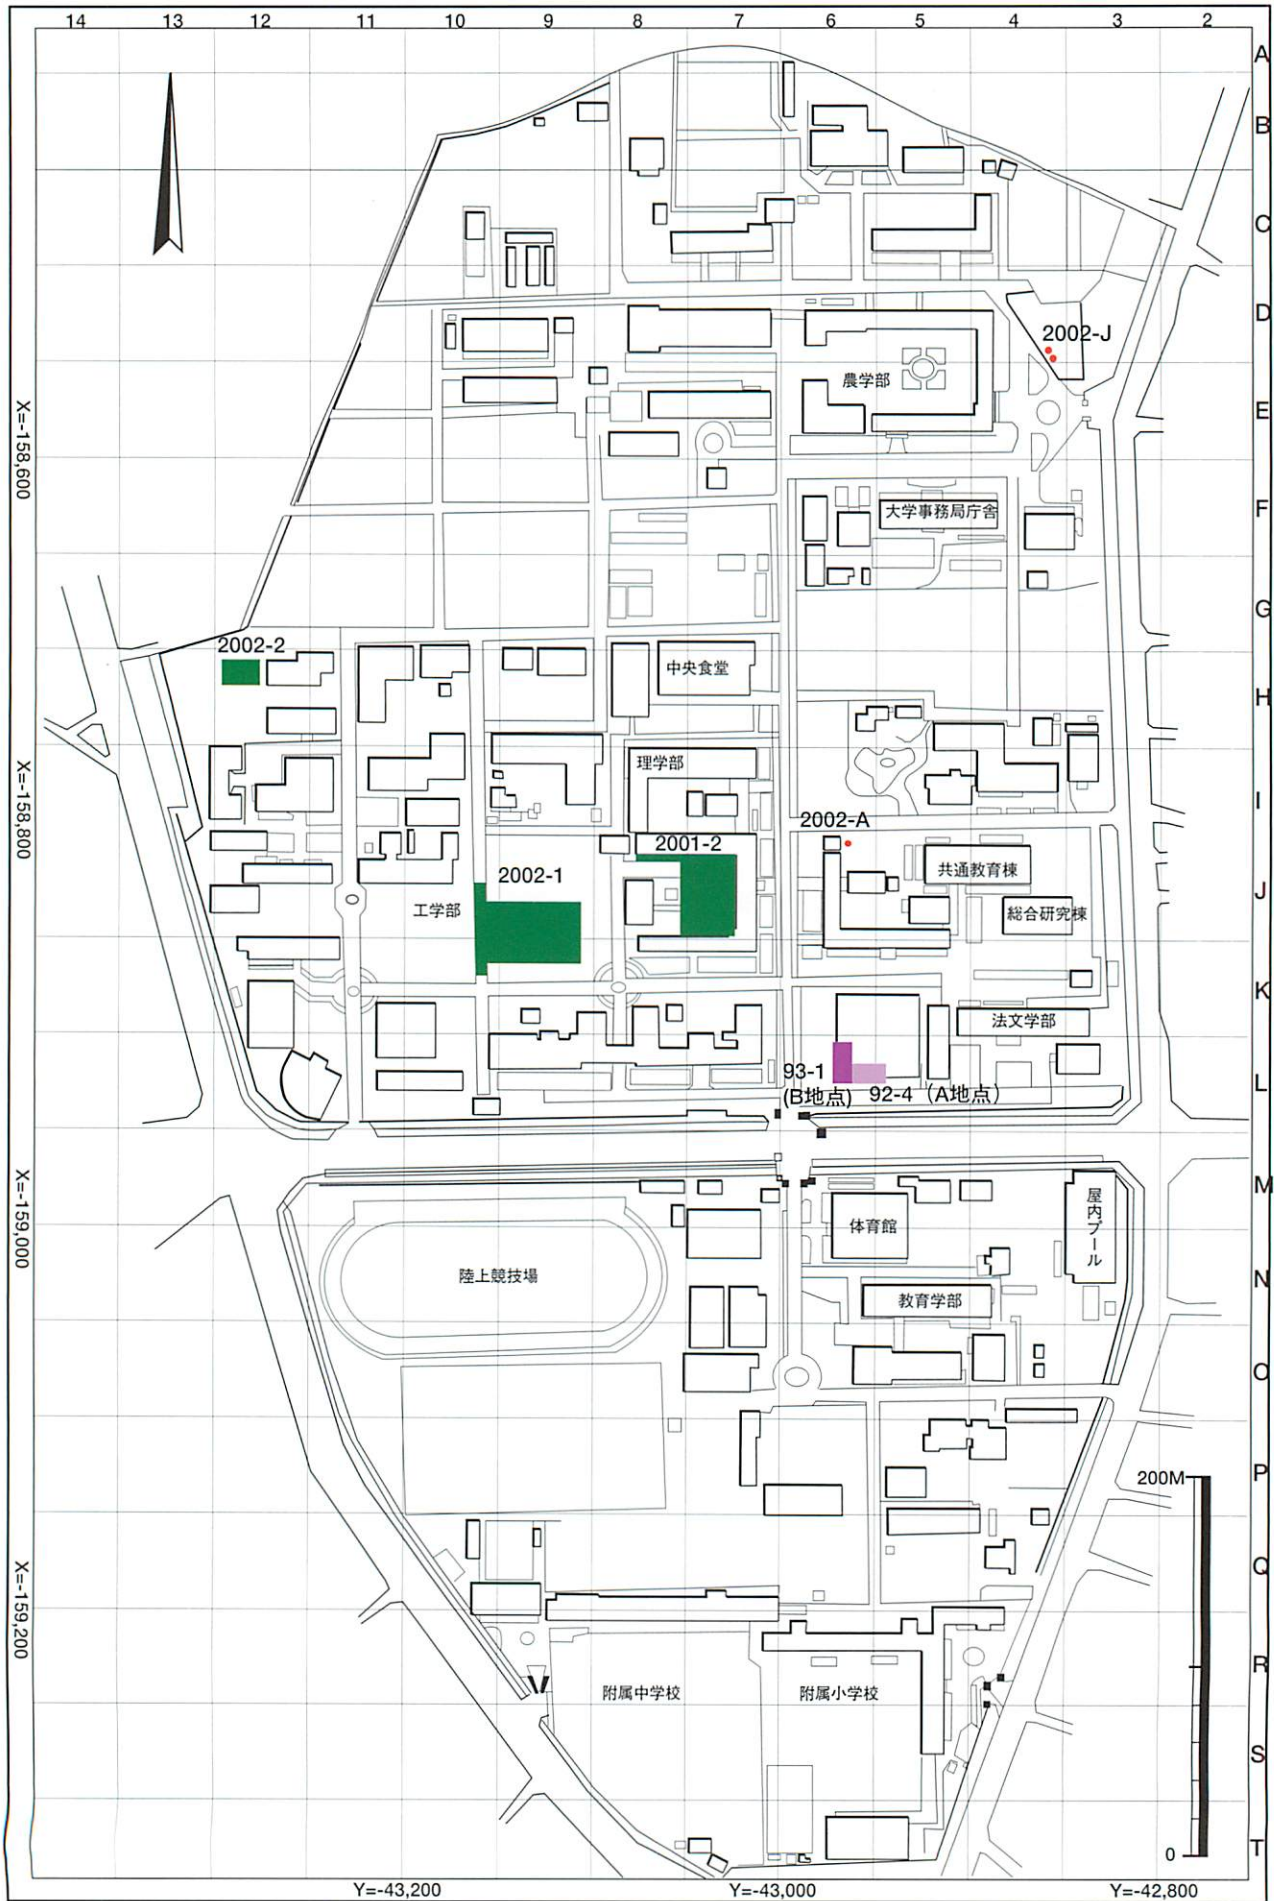 14 13 12 11 10 9 8 7 6 5 4 3 2
A
B
C
D
2002-J
農学部
E
X=-158,600
大学事務局庁舎
F
G
2002-2
中央食堂
H
理学部
X=-158,800
I
2002-A
2001-2
共通教育棟
2002-1
J
工学部
総合研究棟
K
法文学部
93-1
(B地点)
92-4（A地点）
L
M
X=-159,000
体育館
屋内プール
陸上競技場
N
教育学部
O
P
200M
Q
X=-159,200
R
附属中学校
附属小学校
S
T
0
Y=-43,200
Y=-43,000
Y=-42,800